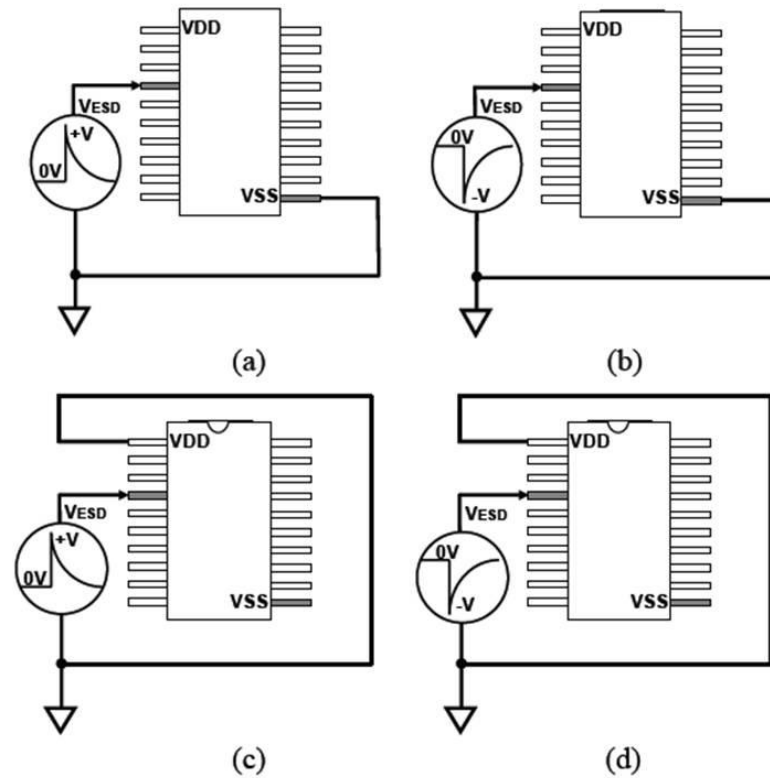 VDD
VESD
+V
0V
VSS
(a)
VDD
VESD
0V
-V
VSS
(b)
VDD
VESD
+V
0V
VSS
(c)
VDD
VESD
0V
-V
VSS
(d)